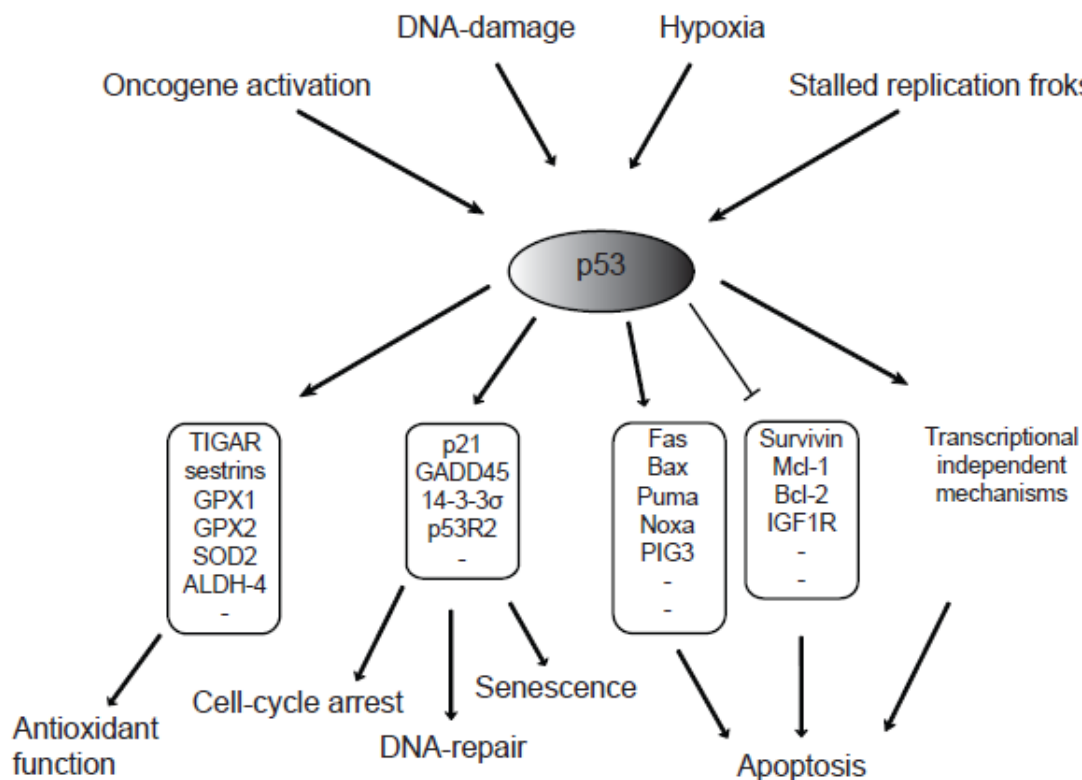 DNA-damage
Hypoxia
Oncogene activation
Stalled replication froks
p53
TIGAR
sestrins
GPX1
GPX2
SOD2
ALDH-4
-
p21
GADD45
14-3-3σ
p53R2
-
Fas
Bax
Puma
Noxa
PIG3
-
-
Survivin
Mcl-1
Bcl-2
IGF1R
-
-
Transcriptional
independent
mechanisms
Antioxidant
function
Cell-cycle arrest
DNA-repair
Senescence
Apoptosis